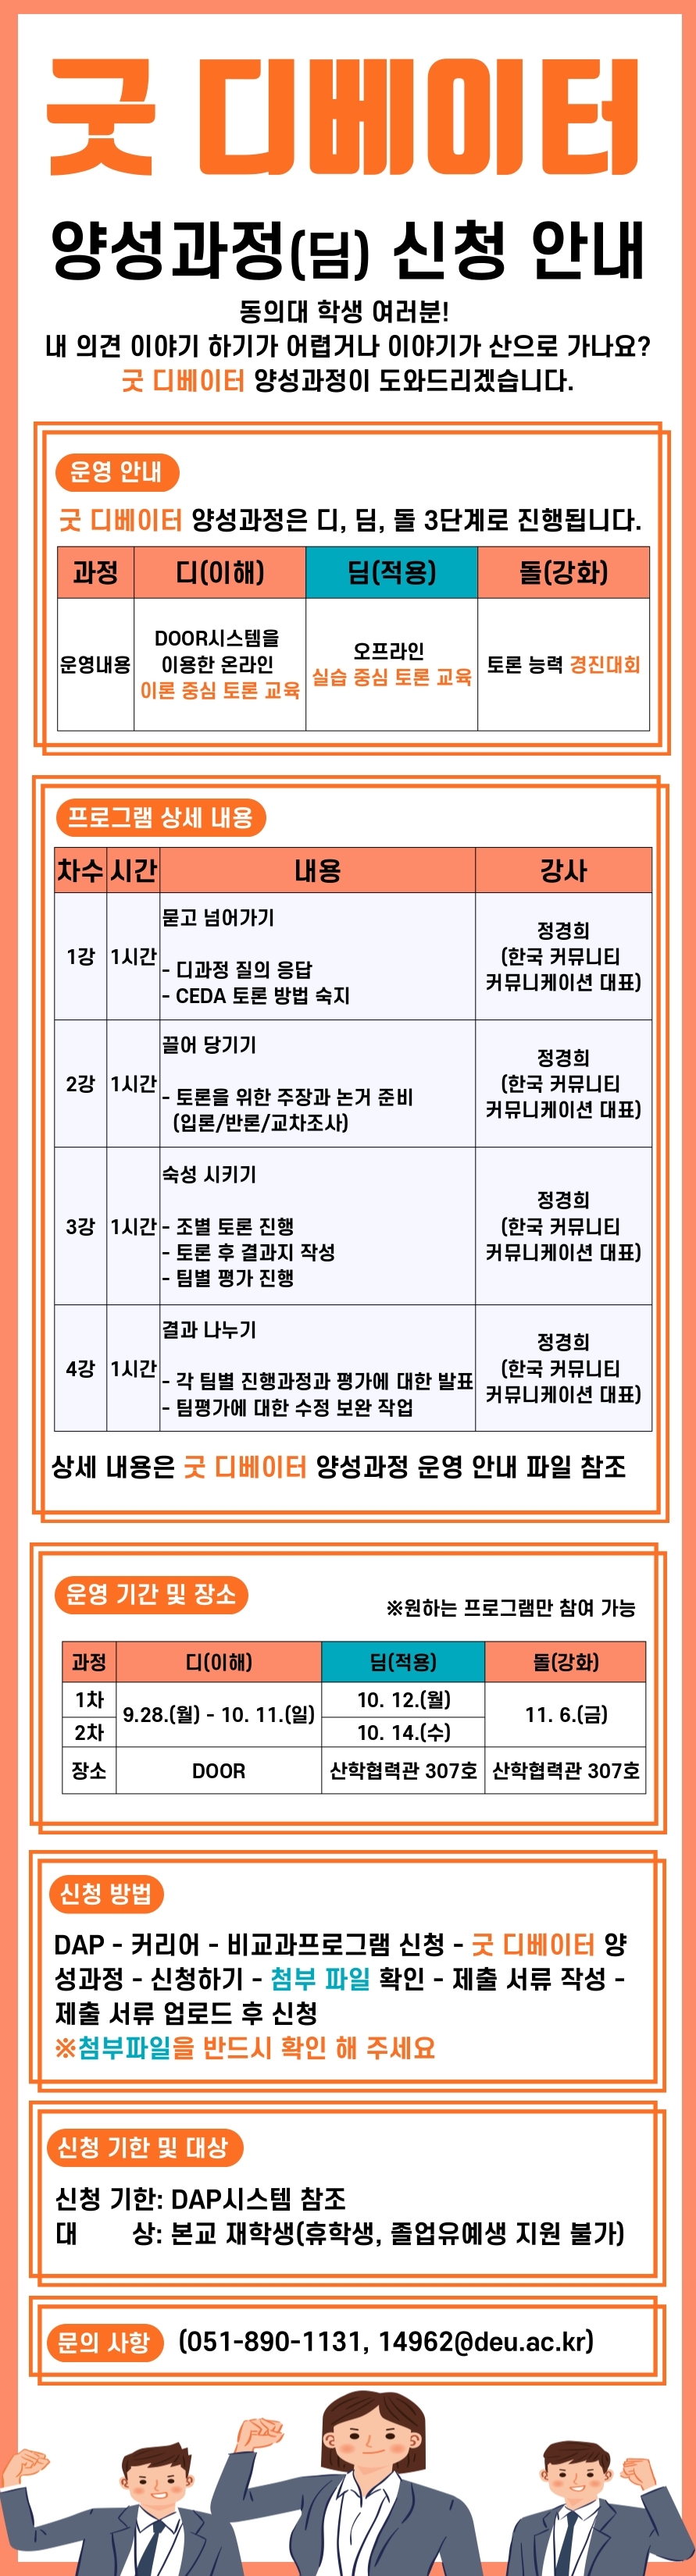 굿 디베이터
양성과정(딤) 신청 안내
동의대 학생 여러분!
내 의견 이야기 하기가 어렵거나 이야기가 산으로 가나요?
굿 디베이터 양성과정이 도와드리겠습니다.
운영 안내
굿 디베이터 양성과정은 디, 딤, 돌 3단계로 진행됩니다.
과정 디(이해) 딤(적용) 돌(강화)
운영내용
DOOR시스템을
이용한 온라인
이론 중심 토론 교육
오프라인
실습 중심 토론 교육
토론 능력 경진대회
프로그램 상세 내용
차수 시간 내용 강사
1강 1시간
묻고 넘어가기
- 디과정 질의 응답
- CEDA 토론 방법 숙지
정경희
(한국 커뮤니티
커뮤니케이션 대표)
2강 1시간
끌어 당기기
- 토론을 위한 주장과 논거 준비
(입론/반론/교차조사)
정경희
(한국 커뮤니티
커뮤니케이션 대표)
3강 1시간
숙성 시키기
- 조별 토론 진행
- 토론 후 결과지 작성
- 팀별 평가 진행
정경희
(한국 커뮤니티
커뮤니케이션 대표)
4강 1시간
결과 나누기
- 각 팀별 진행과정과 평가에 대한 발표
- 팀평가에 대한 수정 보완 작업
정경희
(한국 커뮤니티
커뮤니케이션 대표)
상세 내용은 굿 디베이터 양성과정 운영 안내 파일 참조
운영 기간 및 장소
※원하는 프로그램만 참여 가능
과정 디(이해) 딤(적용) 돌(강화)
1차 9.28.(월) - 10. 11.(일) 10. 12.(월) 11. 6.(금)
2차 10. 14.(수)
장소 DOOR 산학협력관 307호 산학협력관 307호
신청 방법
DAP - 커리어 - 비교과프로그램 신청 - 굿 디베이터 양
성과정 - 신청하기 - 첨부 파일 확인 - 제출 서류 작성 -
제출 서류 업로드 후 신청
※첨부파일을 반드시 확인 해 주세요
신청 기한 및 대상
신청 기한: DAP시스템 참조
대 상: 본교 재학생(휴학생, 졸업유예생 지원 불가)
문의 사항 (051-890-1131, 14962@deu.ac.kr)